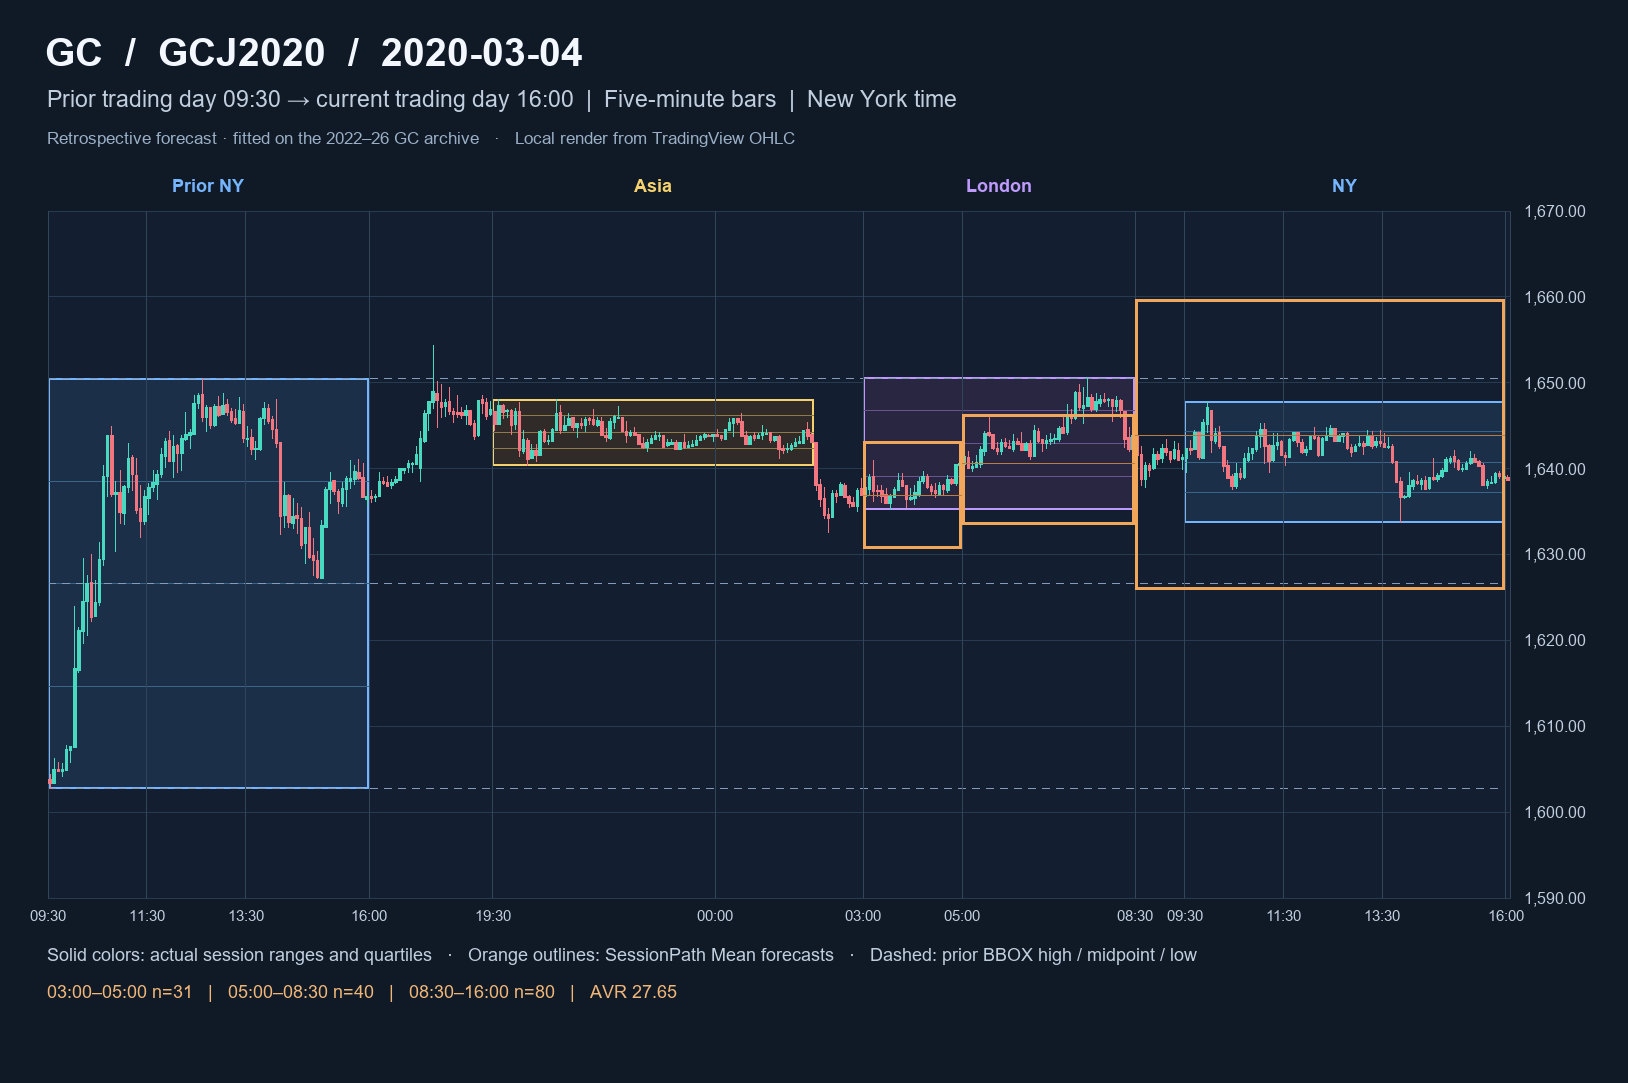 GC / GCJ2020 / 2020-03-04
Prior trading day 09:30 → current trading day 16:00 | Five-minute bars | New York time
Retrospective forecast · fitted on the 2022–26 GC archive · Local render from TradingView OHLC
Prior NY Asia London NY
1,670.00
1,660.00
1,650.00
1,640.00
1,630.00
1,620.00
1,610.00
1,600.00
1,590.00
09:30 11:30 13:30 16:00 19:30 00:00 03:00 05:00 08:30 09:30 11:30 13:30 16:00
Solid colors: actual session ranges and quartiles · Orange outlines: SessionPath Mean forecasts · Dashed: prior BBOX high / midpoint / low
03:00–05:00 n=31 | 05:00–08:30 n=40 | 08:30–16:00 n=80 | AVR 27.65